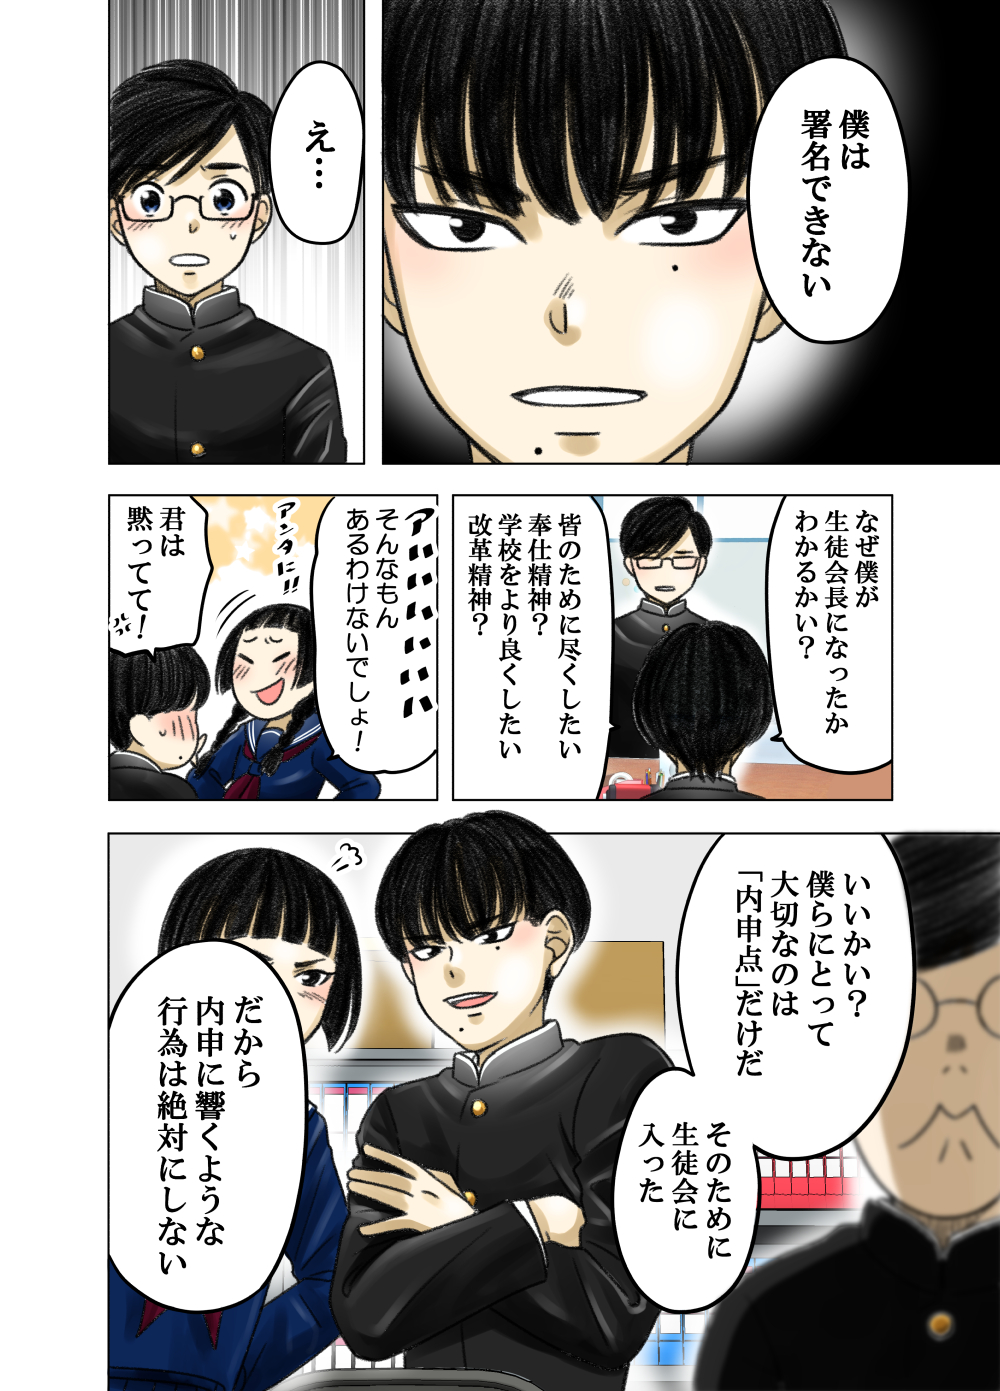 僕は
署名できない
え…
なぜ僕が
生徒会長になったか
わかるかい？
皆のために尽くしたい
奉仕精神？
学校をより良くしたい
改革精神？
アハハハハハハ
そんなもん
あるわけないでしょ！
アンタに!!
君は
黙ってて！
いいかい？
僕らにとって
大切なのは
「内申点」だけだ
そのために
生徒会に
入った
だから
内申に響くような
行為は絶対にしない